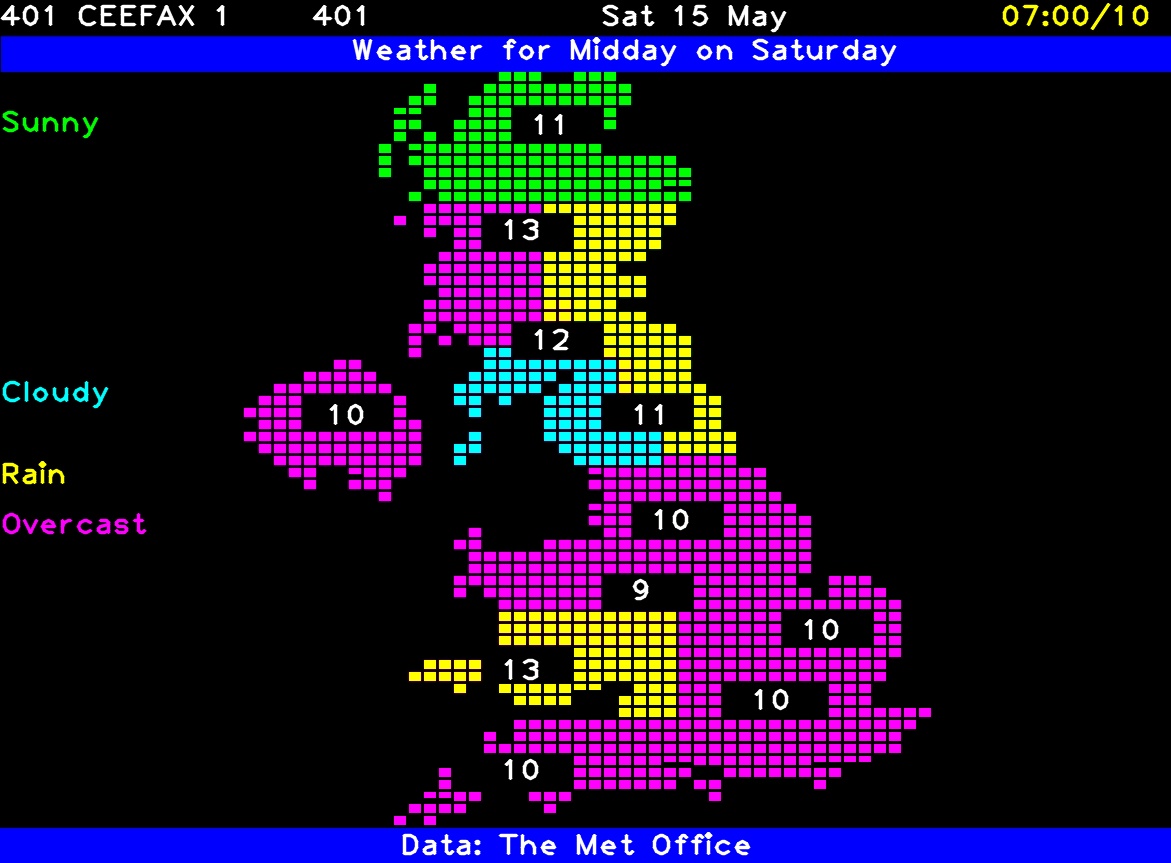 401 CEEFAX 1 401 Sat 15 May 07:00/10
Weather for Midday on Saturday
Sunny
11
13
12
Cloudy
10 11
Rain
Overcast
10
9
10
13
10
10
Data: The Met Office